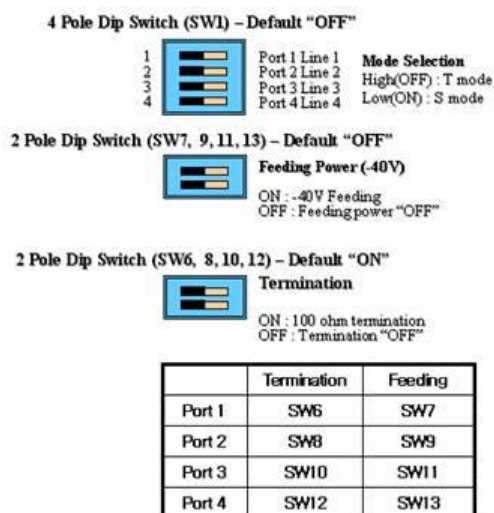 4 Pole Dip Switch (SW1) – Default “OFF”
1 Port 1 Line 1
2 Port 2 Line 2
3 Port 3 Line 3
4 Port 4 Line 4
Mode Selection
High(OFF) : T mode
Low(ON) : S mode
2 Pole Dip Switch (SW7, 9, 11, 13) – Default “OFF”
Feeding Power (-40V)
ON : -40V Feeding
OFF : Feeding power “OFF”
2 Pole Dip Switch (SW6, 8, 10, 12) – Default “ON”
Termination
ON : 100 ohm termination
OFF : Termination “OFF”
Termination Feeding
Port 1 SW6 SW7
Port 2 SW8 SW9
Port 3 SW10 SW11
Port 4 SW12 SW13